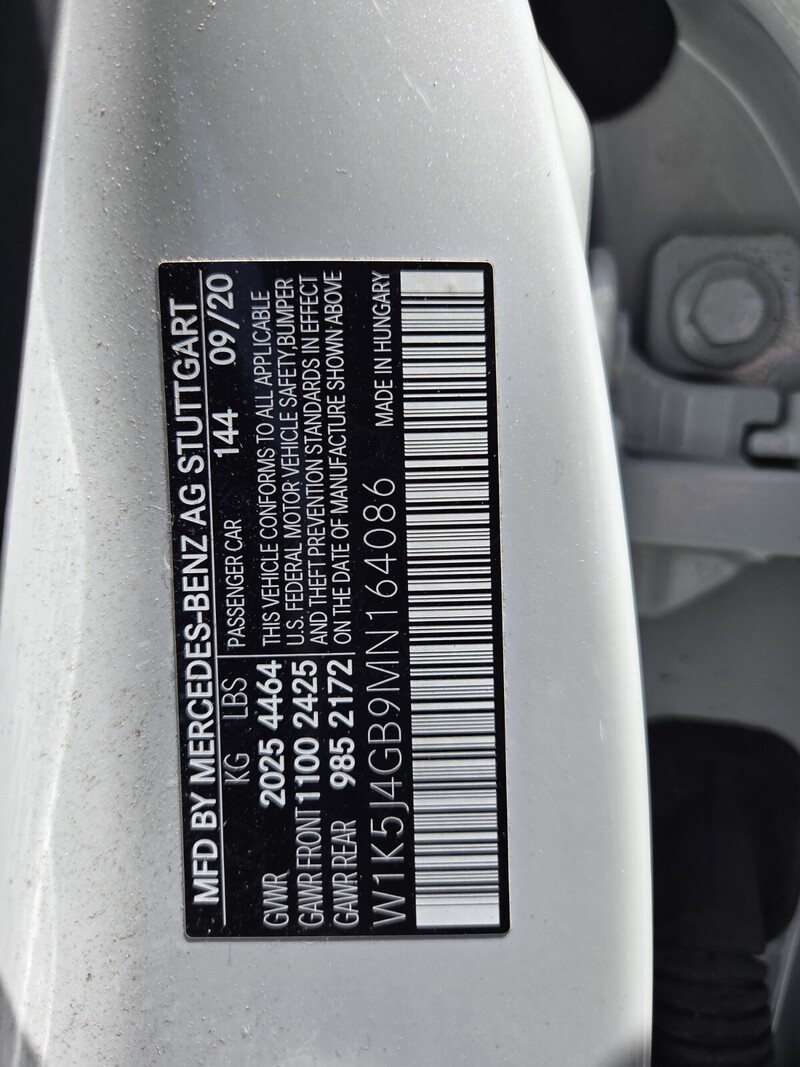 MFD BY MERCEDES-BENZ AG STUTTGART
KG LBS PASSENGER CAR 144 09/20
GVWR 2025 4464
GAWR FRONT 1100 2425
GAWR REAR 985 2172
THIS VEHICLE CONFORMS TO ALL APPLICABLE
U.S. FEDERAL MOTOR VEHICLE SAFETY, BUMPER
AND THEFT PREVENTION STANDARDS IN EFFECT
ON THE DATE OF MANUFACTURE SHOWN ABOVE
W1K5J4GB9MN164086 MADE IN HUNGARY